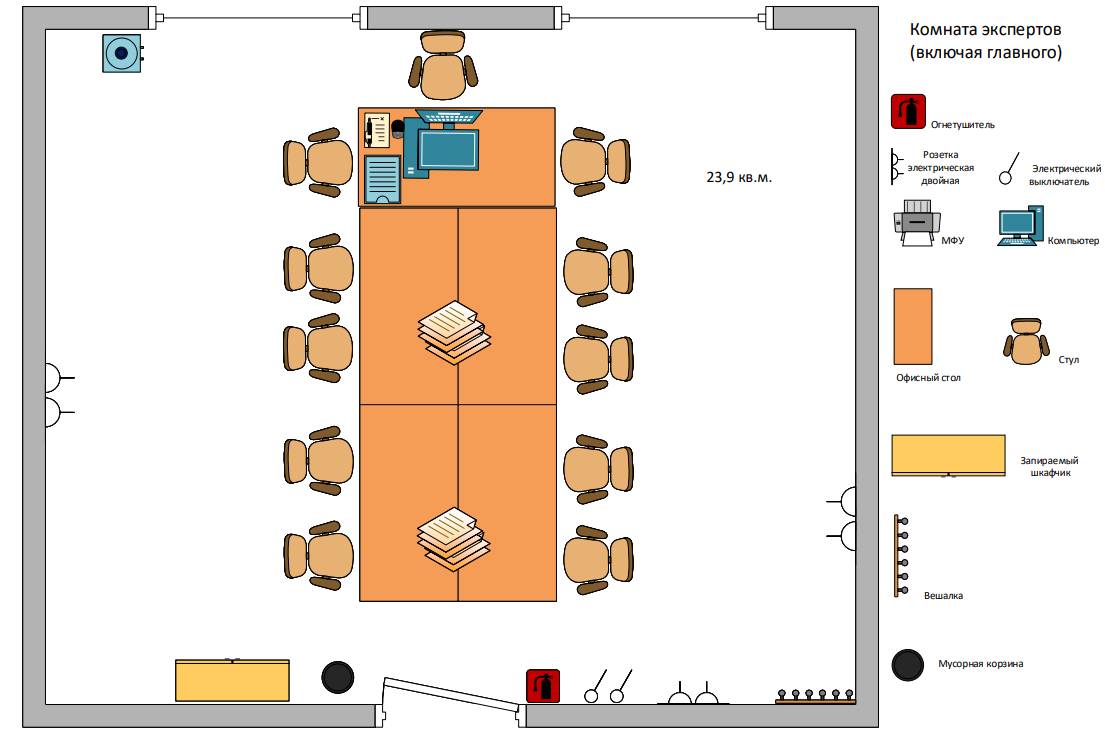 Комната экспертов
(включая главного)
Огнетушитель
Розетка
электрическая
двойная
Электрический
выключатель
МФУ
Компьютер
23,9 кв.м.
Офисный стол
Стул
Запираемый
шкафчик
Вешалка
Мусорная корзина